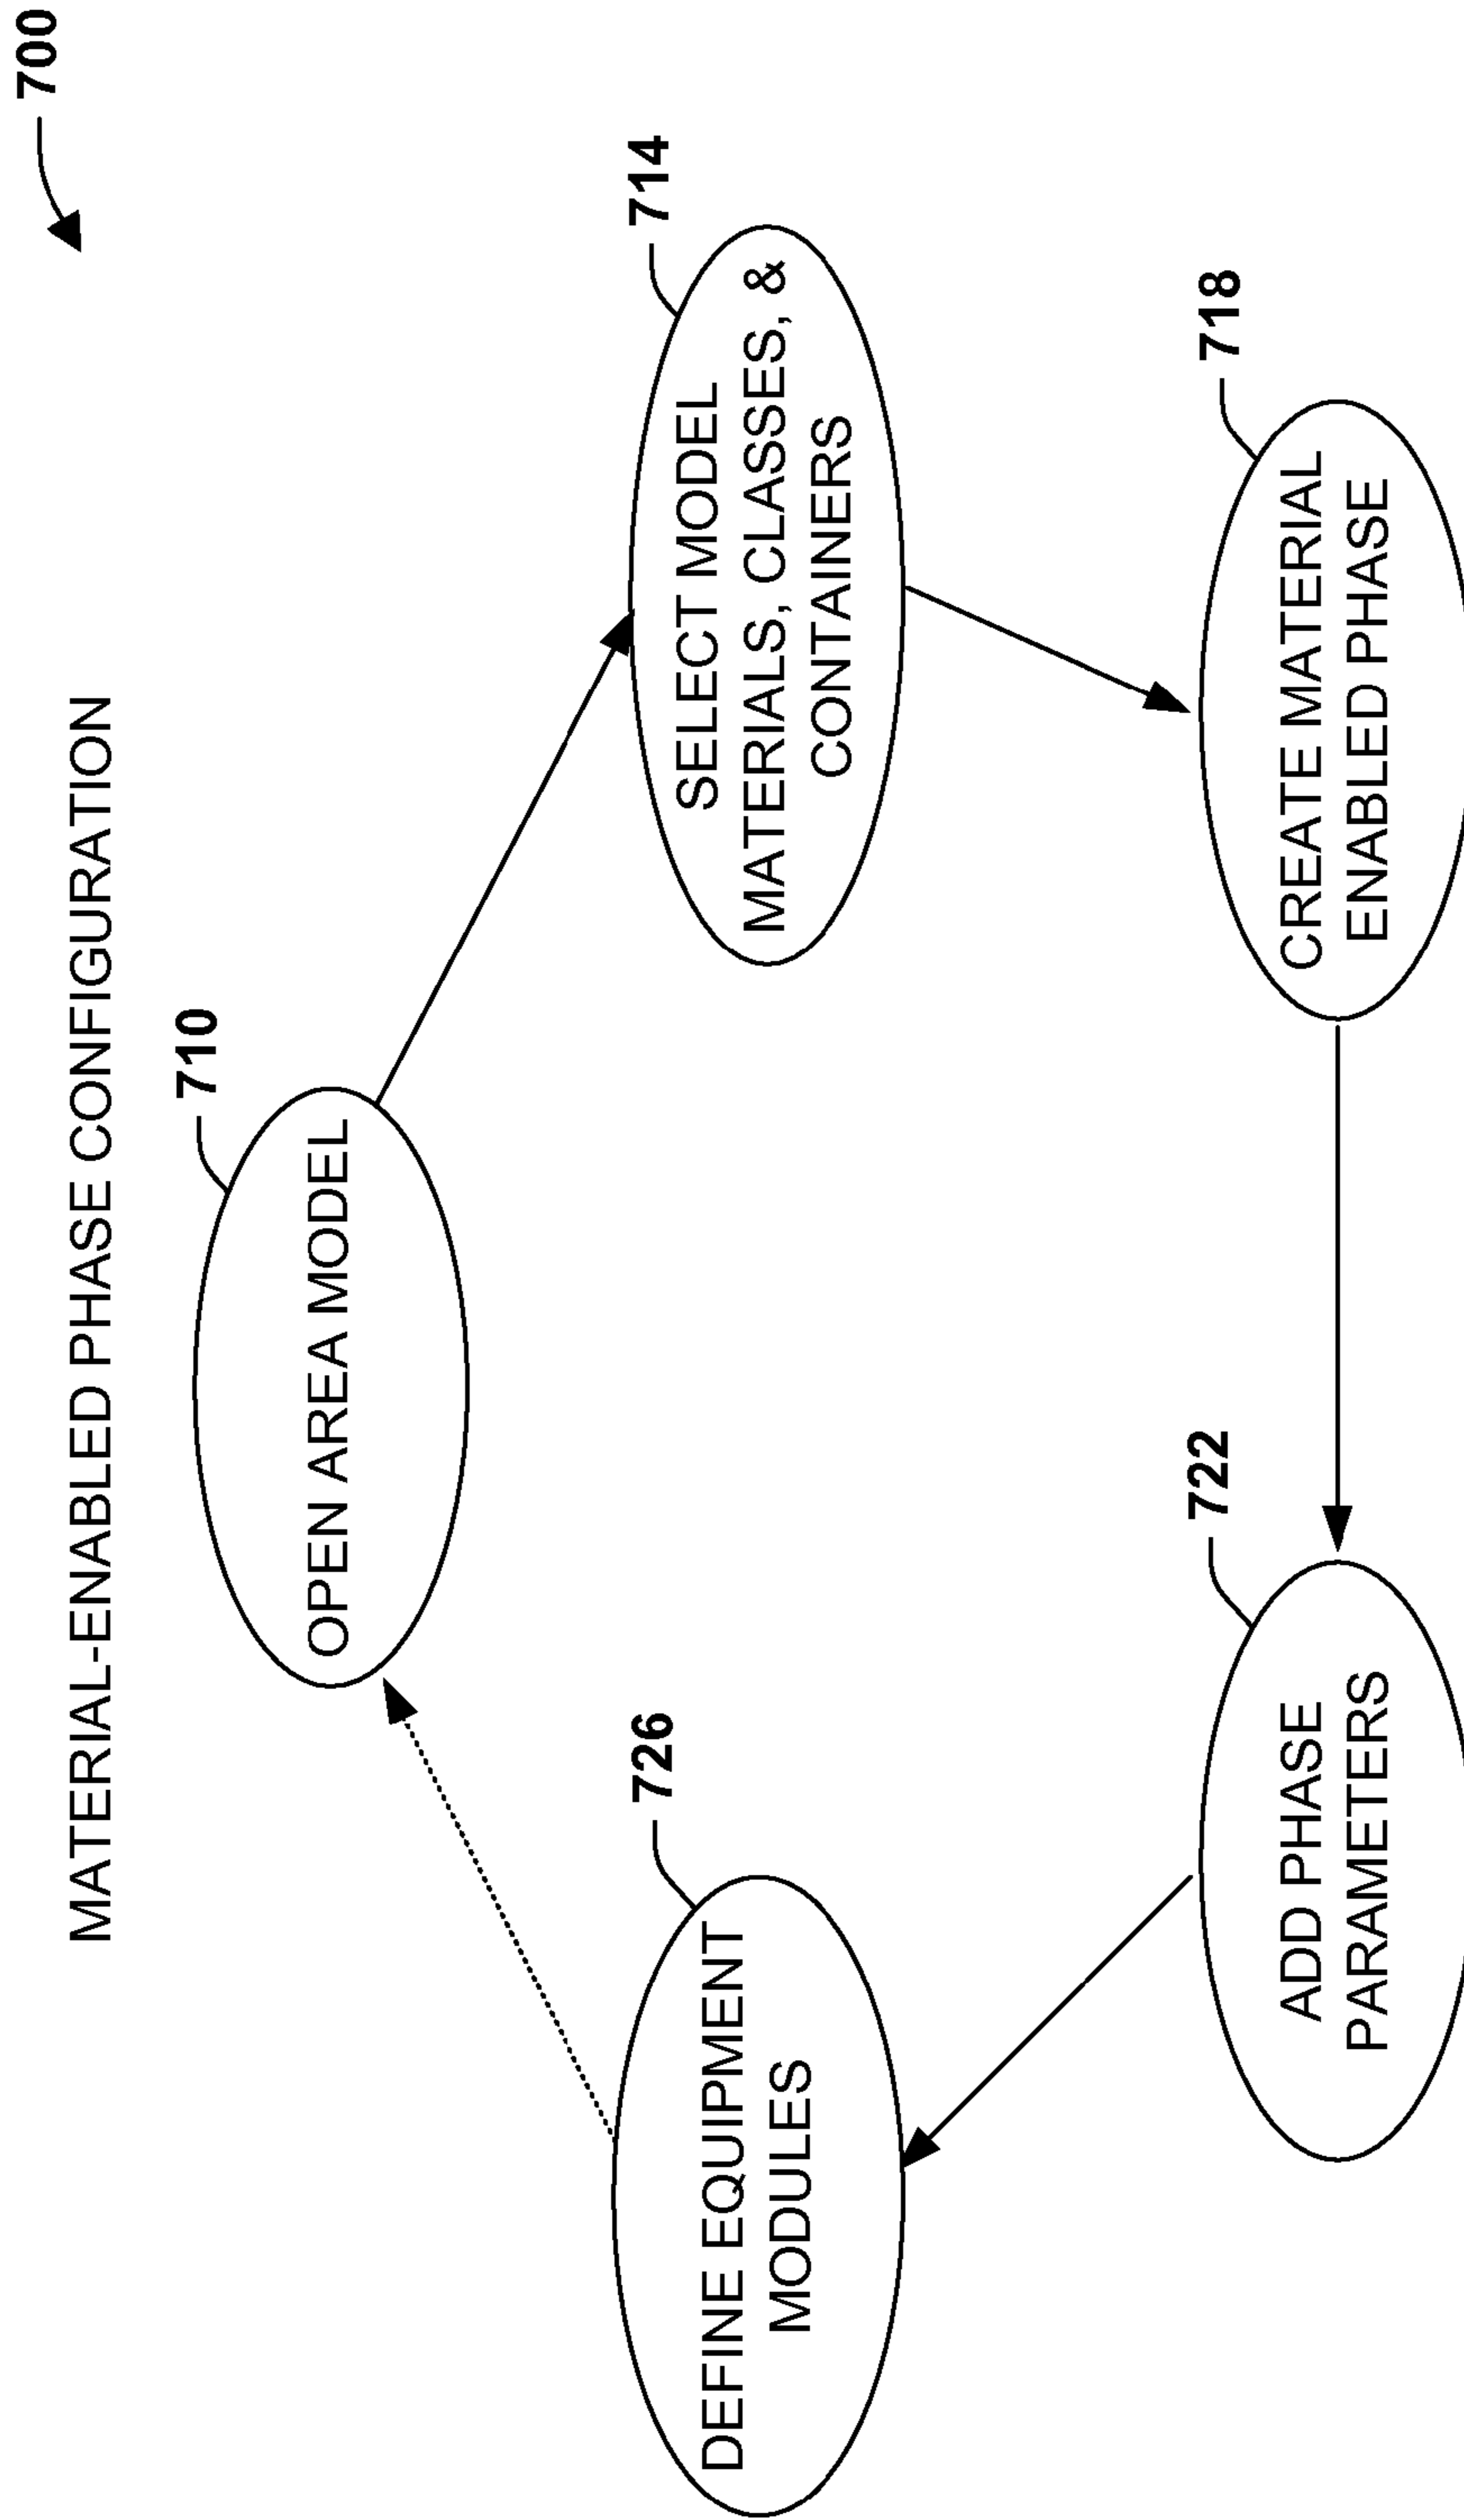 700
MATERIAL-ENABLED PHASE CONFIGURATION
710
OPEN AREA MODEL
714
SELECT MODEL
MATERIALS, CLASSES, &
CONTAINERS
718
CREATE MATERIAL
ENABLED PHASE
722
ADD PHASE
PARAMETERS
726
DEFINE EQUIPMENT
MODULES